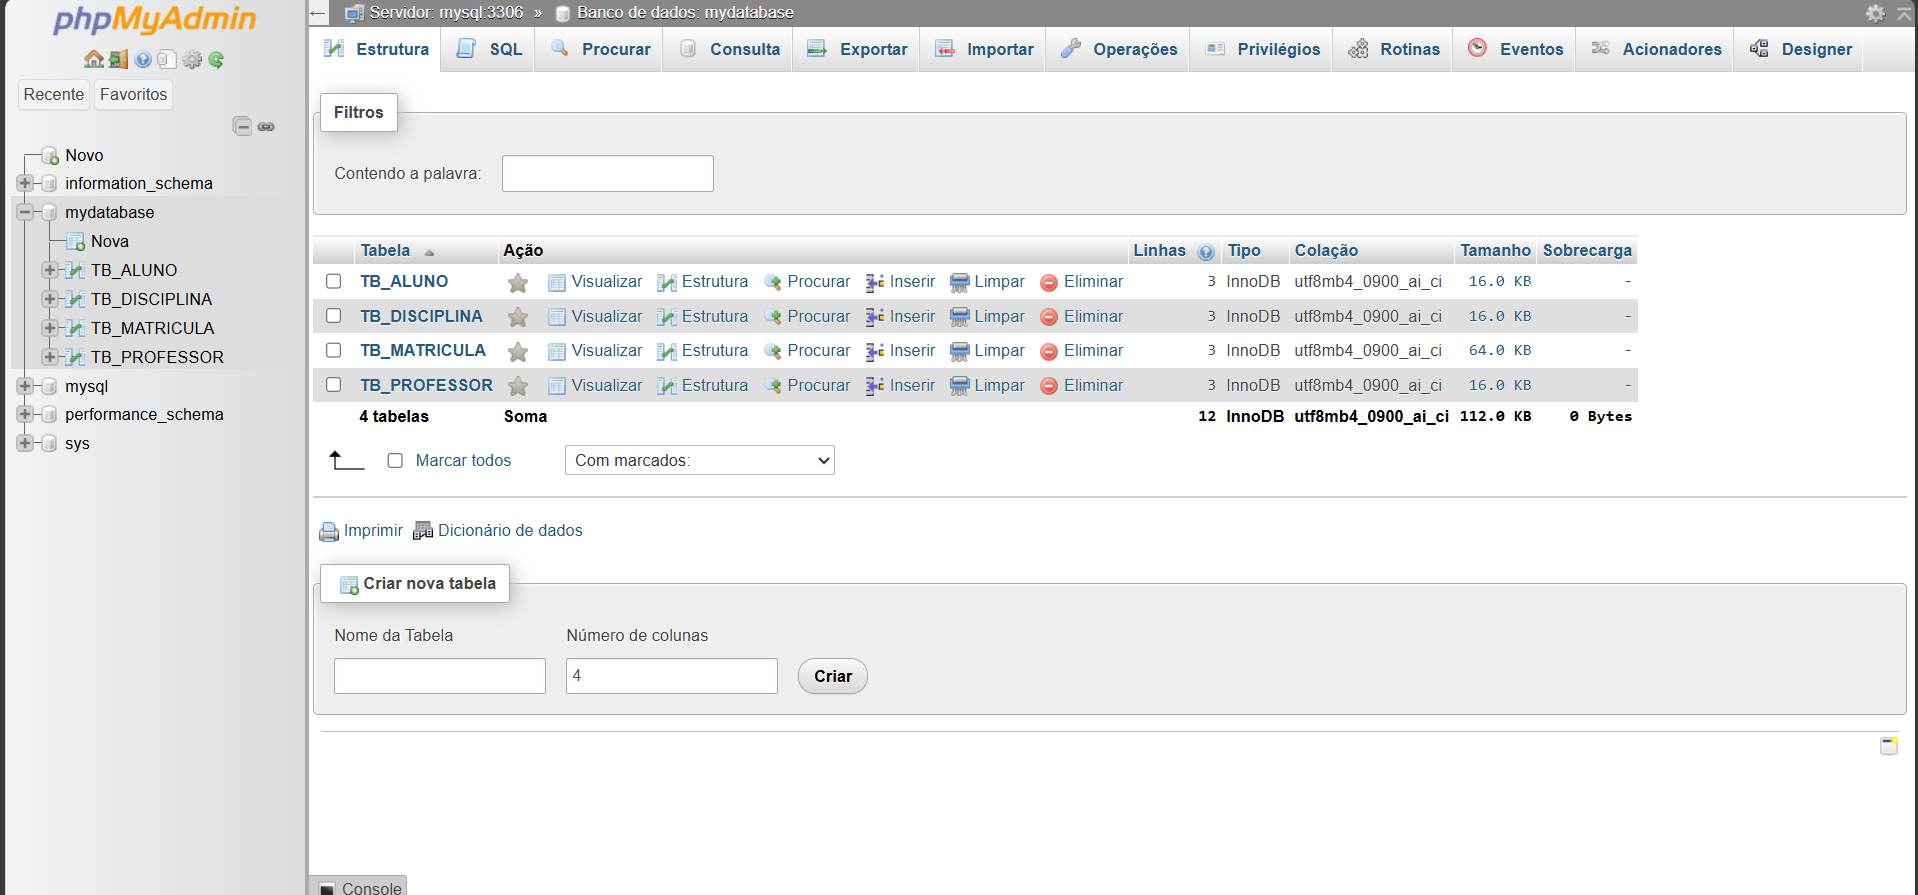 phpMyAdmin
Recente Favoritos
Novo
information_schema
mydatabase
Nova
TB_ALUNO
TB_DISCIPLINA
TB_MATRICULA
TB_PROFESSOR
mysql
performance_schema
sys
← Servidor: mysql:3306 » Banco de dados: mydatabase
Estrutura SQL Procurar Consulta Exportar Importar Operações Privilégios Rotinas Eventos Acionadores Designer
Filtros
Contendo a palavra:
Tabela Ação Linhas Tipo Colação Tamanho Sobrecarga
TB_ALUNO Visualizar Estrutura Procurar Inserir Limpar Eliminar 3 InnoDB utf8mb4_0900_ai_ci 16.0 KB -
TB_DISCIPLINA Visualizar Estrutura Procurar Inserir Limpar Eliminar 3 InnoDB utf8mb4_0900_ai_ci 16.0 KB -
TB_MATRICULA Visualizar Estrutura Procurar Inserir Limpar Eliminar 3 InnoDB utf8mb4_0900_ai_ci 64.0 KB -
TB_PROFESSOR Visualizar Estrutura Procurar Inserir Limpar Eliminar 3 InnoDB utf8mb4_0900_ai_ci 16.0 KB -
4 tabelas Soma 12 InnoDB utf8mb4_0900_ai_ci 112.0 KB 0 Bytes
Marcar todos Com marcados:
Imprimir Dicionário de dados
Criar nova tabela
Nome da Tabela Número de colunas
4 Criar
Console